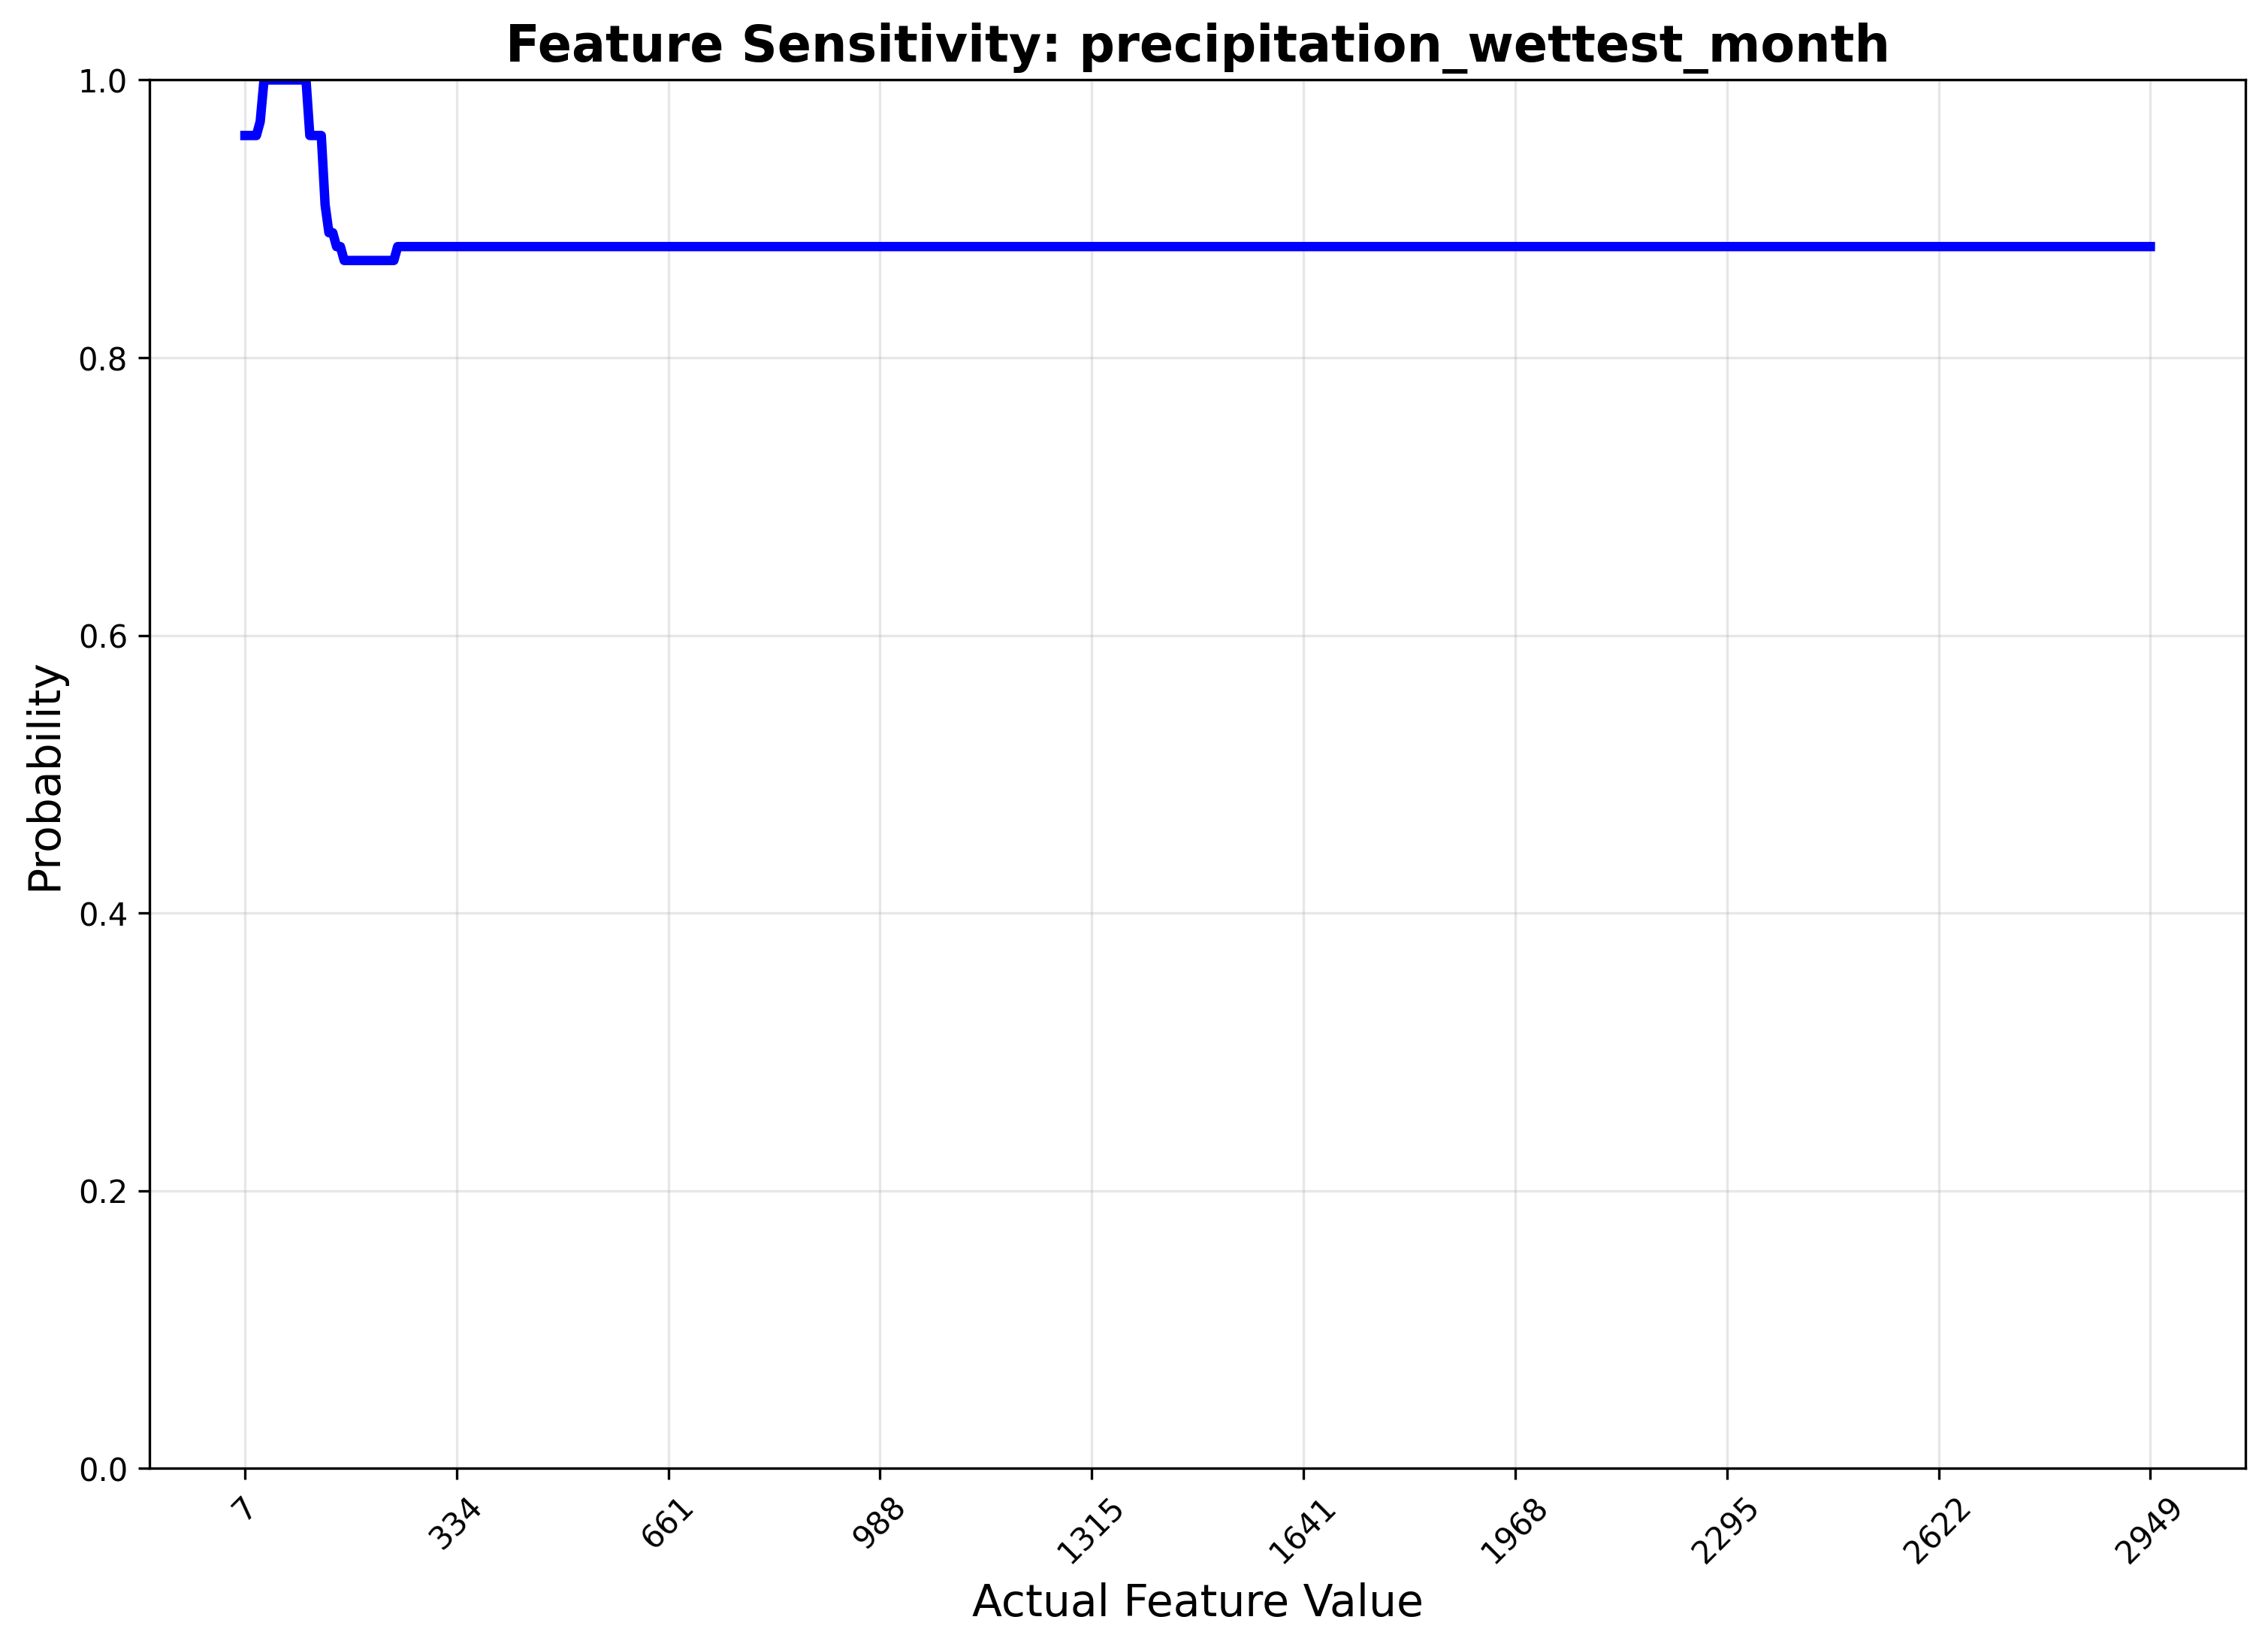 Feature Sensitivity: precipitation_wettest_month
1.0
0.8
0.6
0.4
0.2
0.0
Probability
7 334 661 988 1315 1641 1968 2295 2622 2949
Actual Feature Value